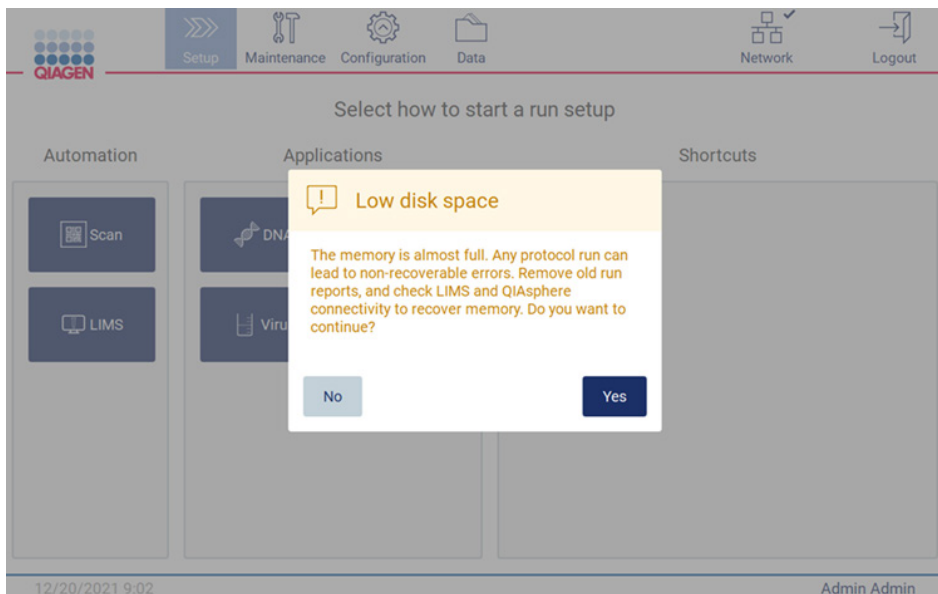 QIAGEN
Setup
Maintenance
Configuration
Data
Network
Logout
Select how to start a run setup
Automation
Applications
Shortcuts
Scan
DNA
LIMS
Viru
Low disk space
The memory is almost full. Any protocol run can
lead to non-recoverable errors. Remove old run
reports, and check LIMS and QIAsphere
connectivity to recover memory. Do you want to
continue?
No
Yes
12/20/2021 9:02
Admin Admin